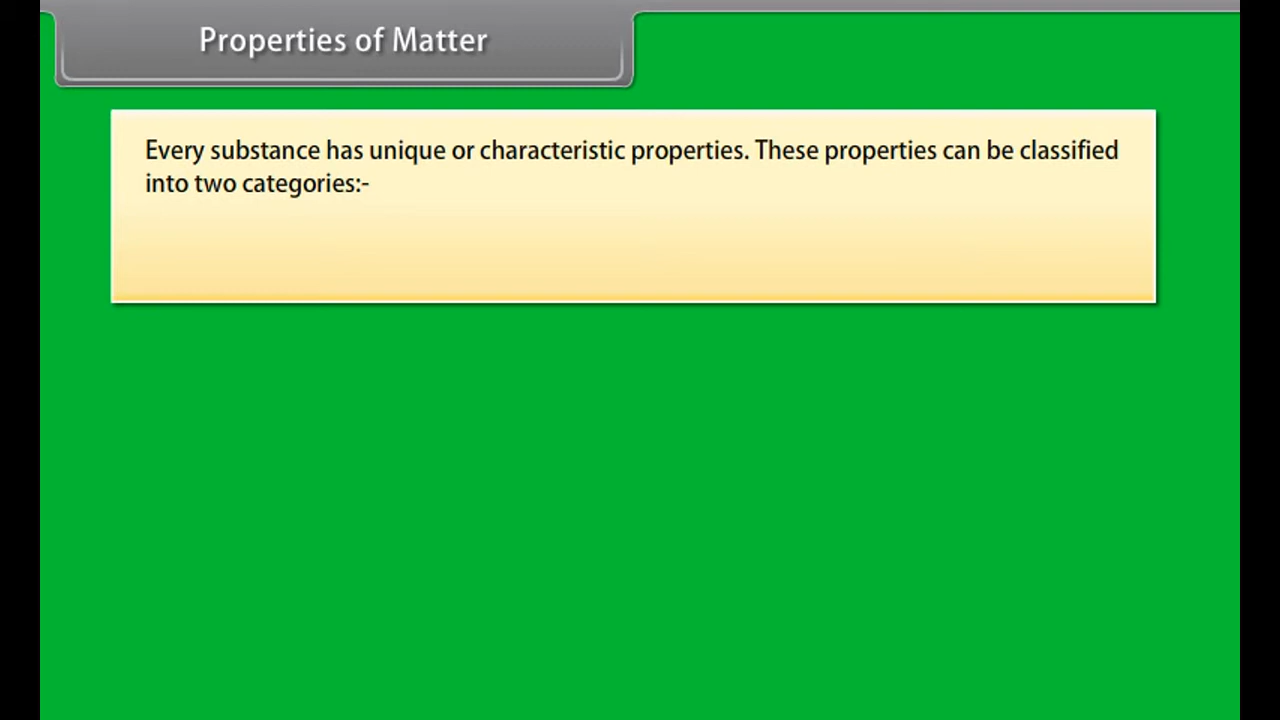 Properties of Matter
Every substance has unique or characteristic properties. These properties can be classified
into two categories:-